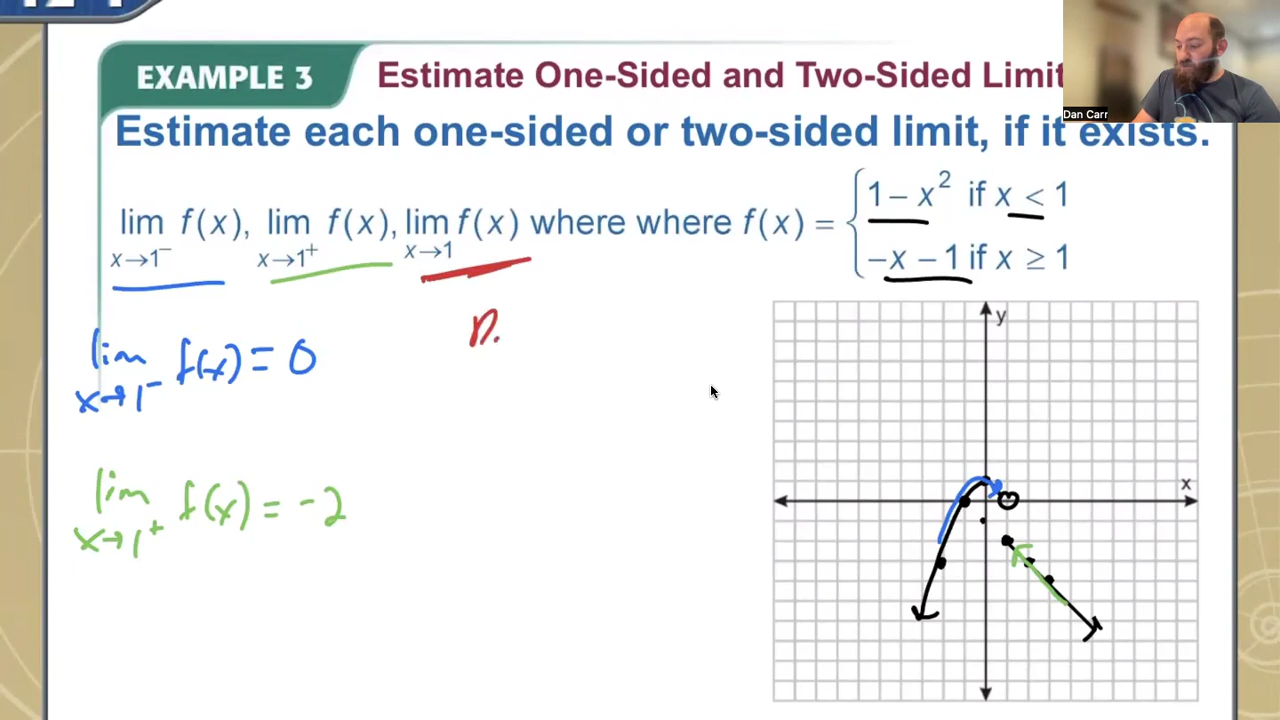 EXAMPLE 3 Estimate One-Sided and Two-Sided Limit
Dan Carr
Estimate each one-sided or two-sided limit, if it exists.
lim x→1⁻ f(x), lim x→1⁺ f(x), lim x→1 f(x) where where f(x) = { 1 – x² if x < 1
–x – 1 if x ≥ 1
D.
y
lim x→1⁻ f(x) = 0
x
lim x→1⁺ f(x) = -2